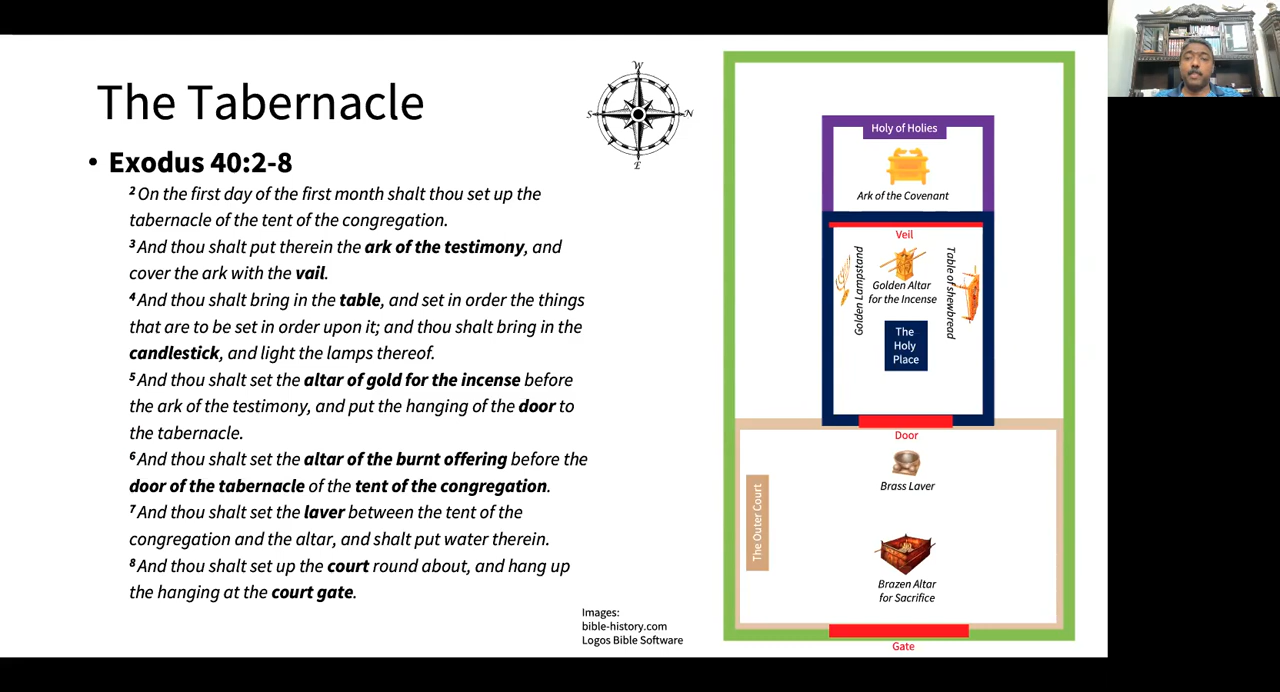 The Tabernacle
• Exodus 40:2-8
2 On the first day of the first month shalt thou set up the
tabernacle of the tent of the congregation.
3 And thou shalt put therein the ark of the testimony, and
cover the ark with the vail.
4 And thou shalt bring in the table, and set in order the things
that are to be set in order upon it; and thou shalt bring in the
candlestick, and light the lamps thereof.
5 And thou shalt set the altar of gold for the incense before
the ark of the testimony, and put the hanging of the door to
the tabernacle.
6 And thou shalt set the altar of the burnt offering before the
door of the tabernacle of the tent of the congregation.
7 And thou shalt set the laver between the tent of the
congregation and the altar, and shalt put water therein.
8 And thou shalt set up the court round about, and hang up
the hanging at the court gate.
Images:
bible-history.com
Logos Bible Software
W
S
N
E
Holy of Holies
Ark of the Covenant
Veil
Golden Lampstand
Golden Altar
for the Incense
Table of shewbread
The
Holy
Place
Door
Brass Laver
The Outer Court
Brazen Altar
for Sacrifice
Gate